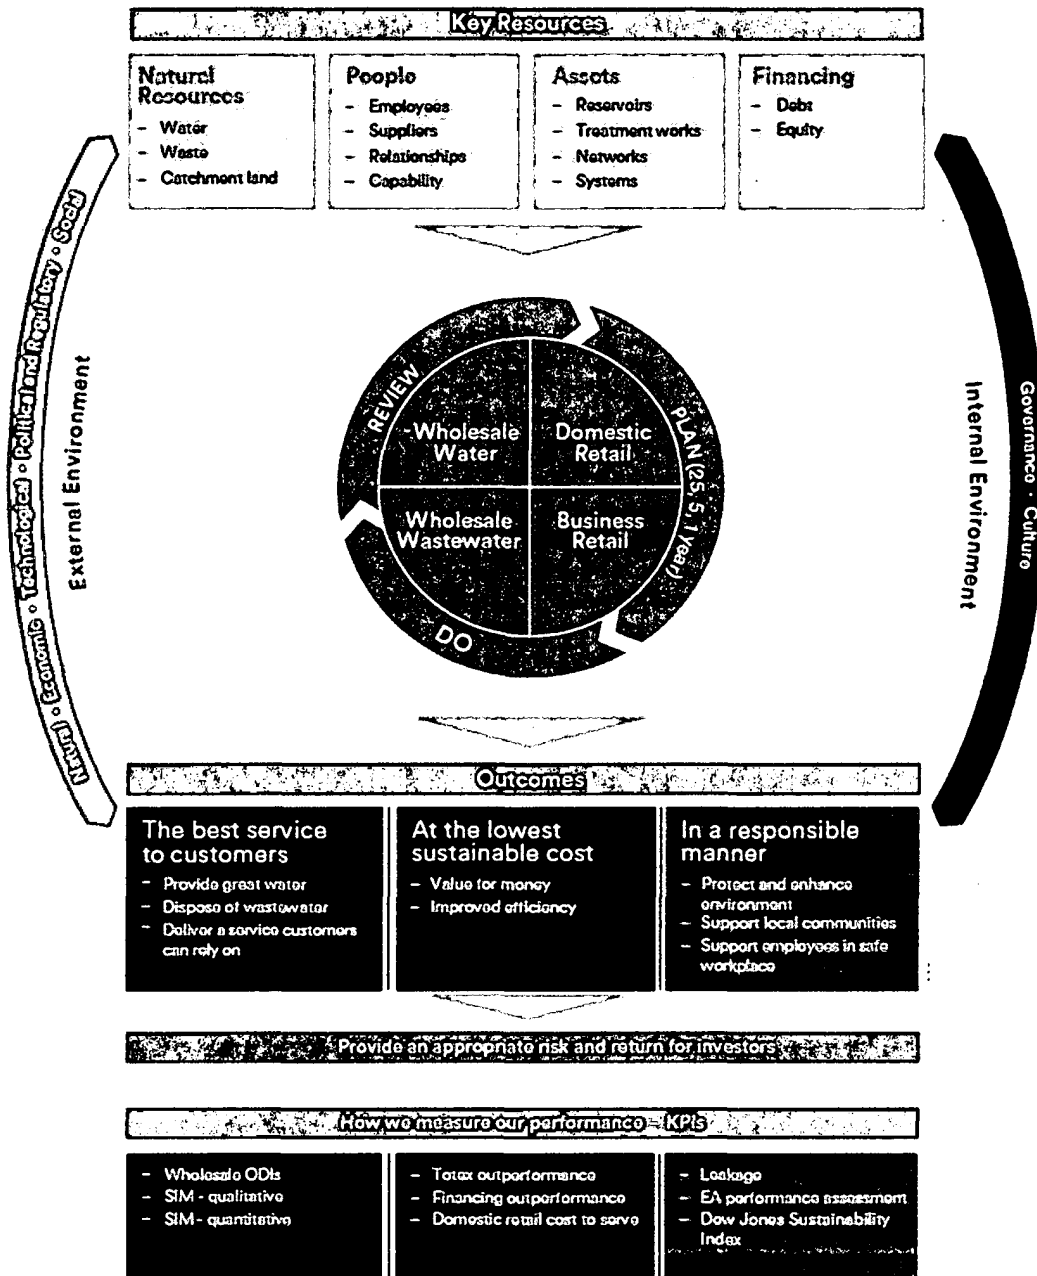 Key Resources
Natural
Resources
- Water
- Waste
- Catchment land
People
- Employees
- Suppliers
- Relationships
- Capability
Assets
- Reservoirs
- Treatment works
- Networks
- Systems
Financing
- Debt
- Equity
Natural • Economic • Technological • Political and Regulatory • Social
External Environment
Internal Environment
Governance • Culture
REVIEW
PLAN (25, 5, 1 year)
DO
Wholesale
Water
Domestic
Retail
Wholesale
Wastewater
Business
Retail
Outcomes
The best service
to customers
- Provide great water
- Dispose of wastewater
- Deliver a service customers
can rely on
At the lowest
sustainable cost
- Value for money
- Improved efficiency
In a responsible
manner
- Protect and enhance
environment
- Support local communities
- Support employees in safe
workplace
Provide an appropriate risk and return for investors
How we measure our performance – KPIs
- Wholesale ODIs
- SIM - qualitative
- SIM - quantitative
- Totex outperformance
- Financing outperformance
- Domestic retail cost to serve
- Leakage
- EA performance assessment
- Dow Jones Sustainability
Index